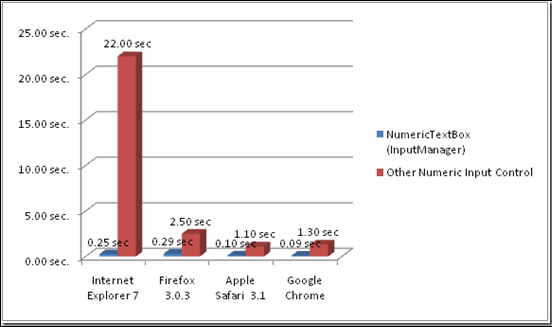 25.00 sec.
20.00 sec.
15.00 sec.
10.00 sec.
5.00 sec.
0.00 sec.
22.00 sec
0.25 sec
2.50 sec
0.29 sec
1.10 sec
0.10 sec
1.30 sec
0.09 sec
Internet
Explorer 7
Firefox
3.0.3
Apple
Safari 3.1
Google
Chrome
NumericTextBox
(InputManager)
Other Numeric Input Control